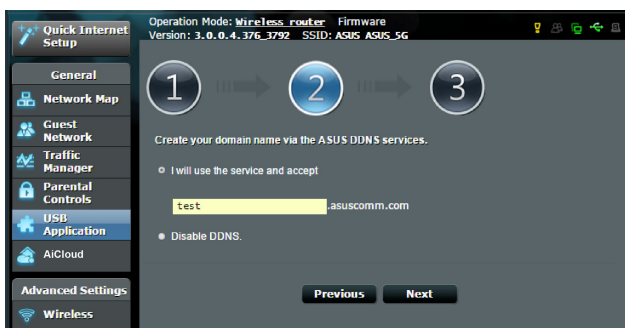 Quick Internet
Setup
Operation Mode: Wireless router Firmware
Version: 3.0.0.4.376_3792 SSID: ASUS ASUS_5G
General
Network Map
Guest
Network
Traffic
Manager
Parental
Controls
USB
Application
AiCloud
Advanced Settings
Wireless
1 2 3
Create your domain name via the ASUS DDNS services.
I will use the service and accept
test .asuscomm.com
Disable DDNS.
Previous Next